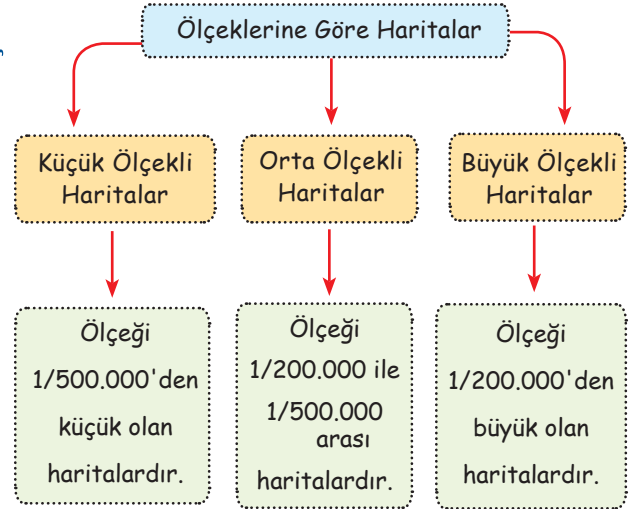 Ölçeklerine Göre Haritalar
Küçük Ölçekli
Haritalar
Orta Ölçekli
Haritalar
Büyük Ölçekli
Haritalar
Ölçeği
1/500.000'den
küçük olan
haritalardır.
Ölçeği
1/200.000 ile
1/500.000
arası
haritalardır.
Ölçeği
1/200.000'den
büyük olan
haritalardır.